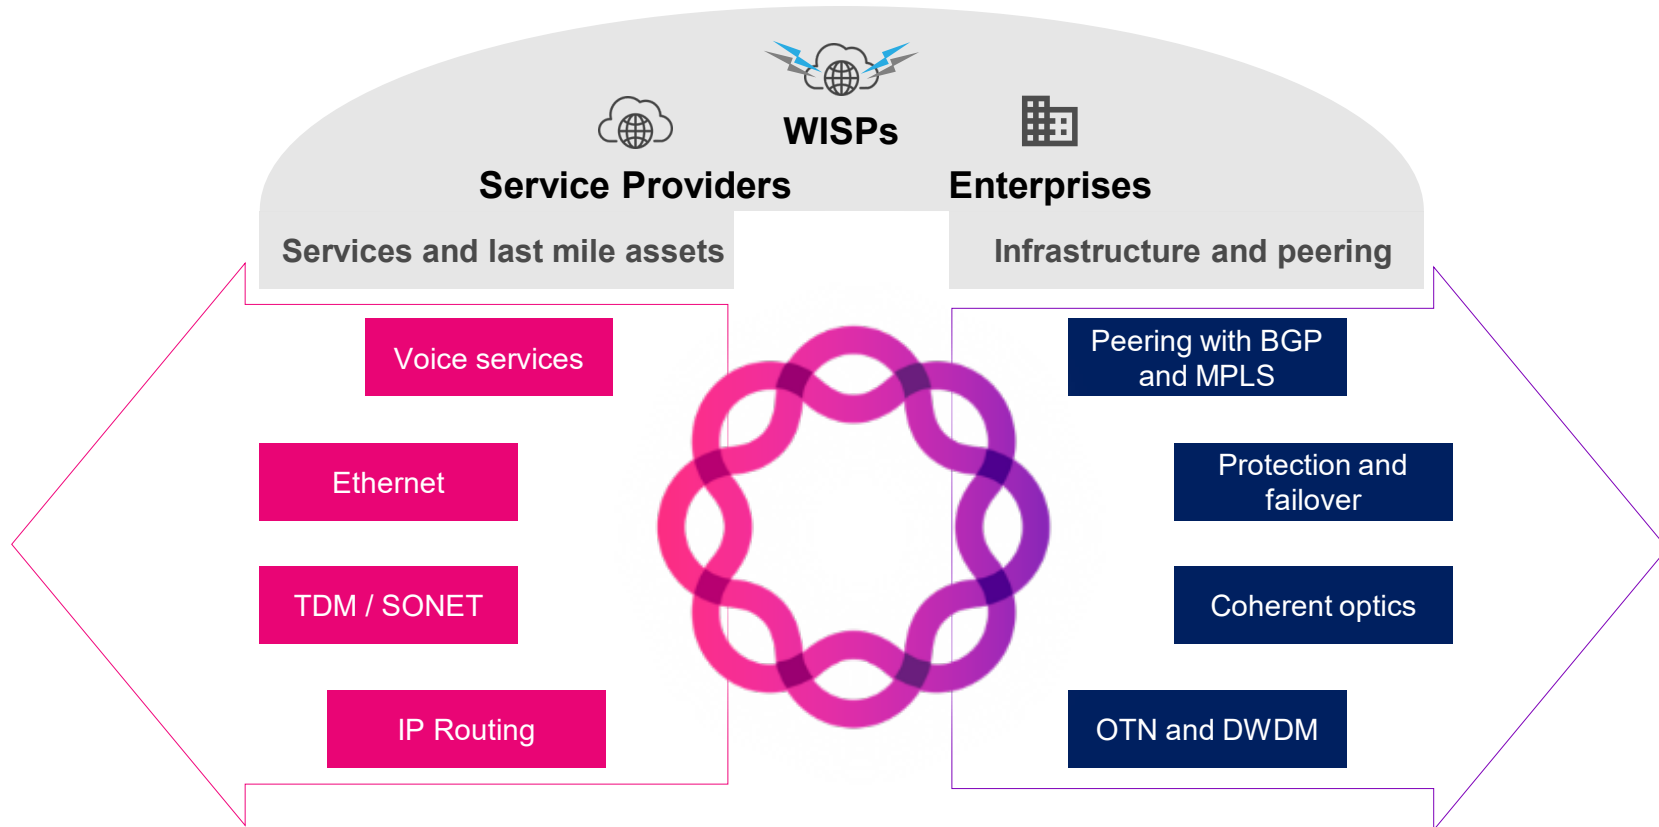 WISPs
Service Providers
Enterprises
Services and last mile assets
Infrastructure and peering
Voice services
Ethernet
TDM / SONET
IP Routing
Peering with BGP
and MPLS
Protection and
failover
Coherent optics
OTN and DWDM